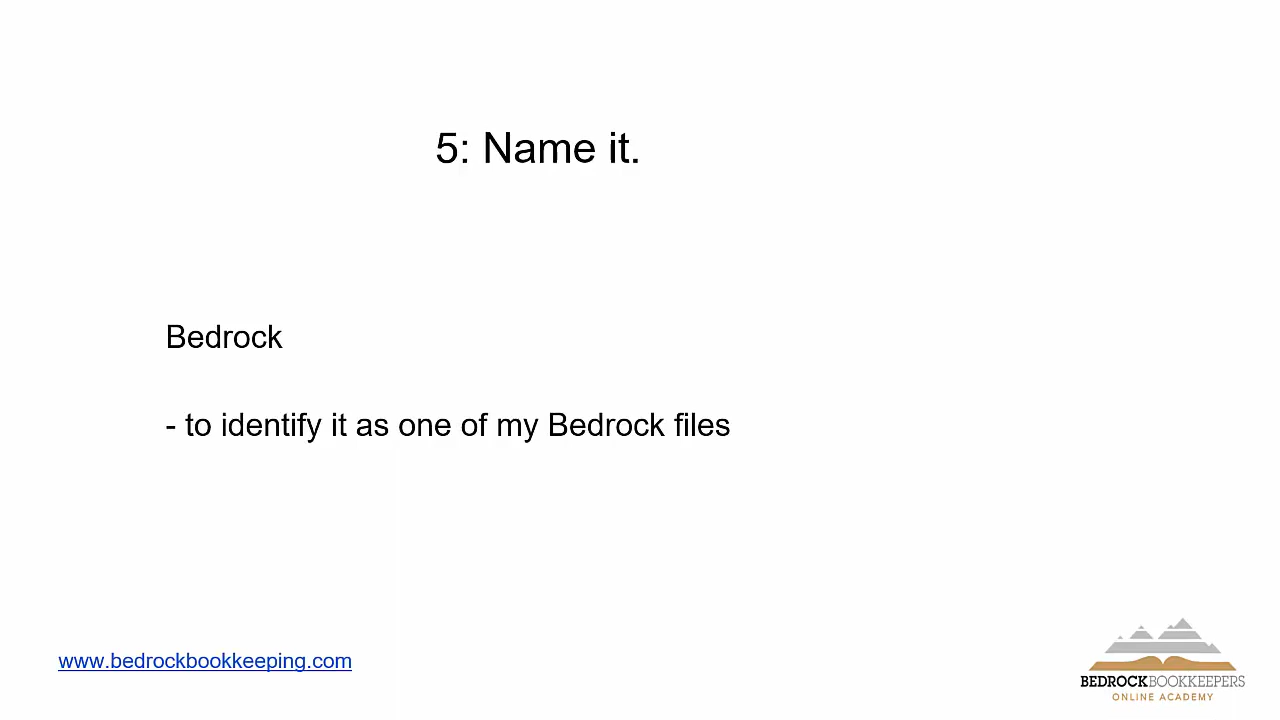 5: Name it.
Bedrock
- to identify it as one of my Bedrock files
www.bedrockbookkeeping.com
BEDROCKBOOKKEEPERS
ONLINE ACADEMY